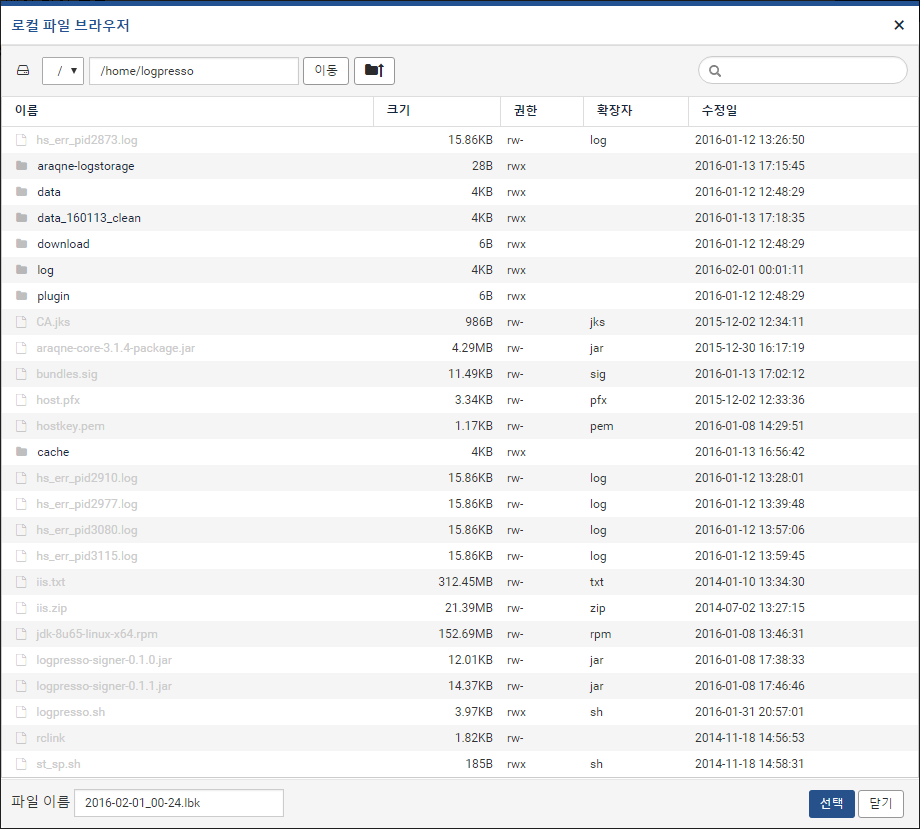 로컬 파일 브라우저
/ /home/logpresso 이동
이름 크기 권한 확장자 수정일
hs_err_pid2873.log 15.86KB rw- log 2016-01-12 13:26:50
araqne-logstorage 28B rwx 2016-01-13 17:15:45
data 4KB rwx 2016-01-12 12:48:29
data_160113_clean 4KB rwx 2016-01-13 17:18:35
download 6B rwx 2016-01-12 12:48:29
log 4KB rwx 2016-02-01 00:01:11
plugin 6B rwx 2016-01-12 12:48:29
CA.jks 986B rw- jks 2015-12-02 12:34:11
araqne-core-3.1.4-package.jar 4.29MB rw- jar 2015-12-30 16:17:19
bundles.sig 11.49KB rw- sig 2016-01-13 17:02:12
host.pfx 3.34KB rw- pfx 2015-12-02 12:33:36
hostkey.pem 1.17KB rw- pem 2016-01-08 14:29:51
cache 4KB rwx 2016-01-13 16:56:42
hs_err_pid2910.log 15.86KB rw- log 2016-01-12 13:28:01
hs_err_pid2977.log 15.86KB rw- log 2016-01-12 13:39:48
hs_err_pid3080.log 15.86KB rw- log 2016-01-12 13:57:06
hs_err_pid3115.log 15.86KB rw- log 2016-01-12 13:59:45
iis.txt 312.45MB rw- txt 2014-01-10 13:34:30
iis.zip 21.39MB rw- zip 2014-07-02 13:27:15
jdk-8u65-linux-x64.rpm 152.69MB rw- rpm 2016-01-08 13:46:31
logpresso-signer-0.1.0.jar 12.01KB rw- jar 2016-01-08 17:38:33
logpresso-signer-0.1.1.jar 14.37KB rw- jar 2016-01-08 17:46:46
logpresso.sh 3.97KB rwx sh 2016-01-31 20:57:01
rclink 1.82KB rw- 2014-11-18 14:56:53
st_sp.sh 185B rwx sh 2014-11-18 14:58:31
파일 이름 2016-02-01_00-24.lbk 선택 닫기